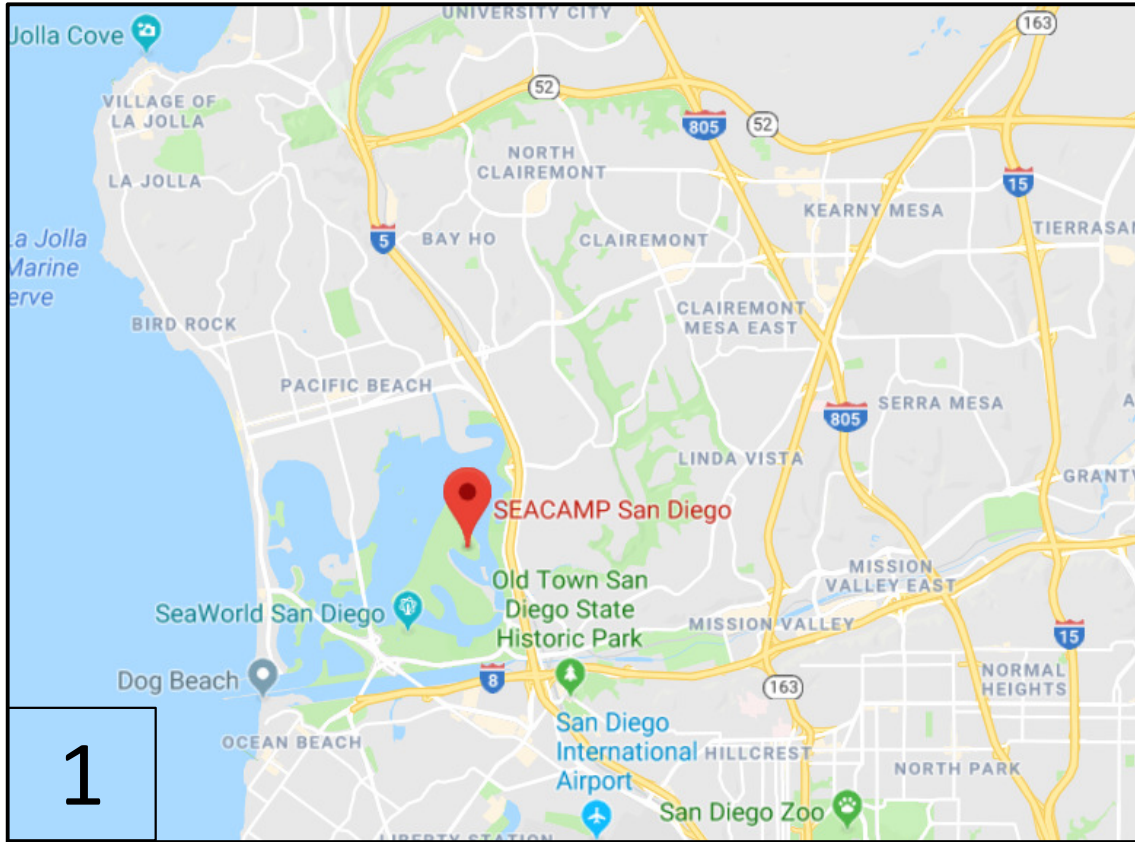 UNIVERSITY CITY
163
Jolla Cove
52
VILLAGE OF
LA JOLLA
805
52
NORTH
CLAIREMONT
LA JOLLA
15
KEARNY MESA
TIERRASAN
5
BAY HO
CLAIREMONT
La Jolla
Marine
erve
CLAIREMONT
MESA EAST
BIRD ROCK
PACIFIC BEACH
805
SERRA MESA
A
LINDA VISTA
GRANTV
SEACAMP San Diego
MISSION
VALLEY EAST
Old Town San
Diego State
Historic Park
SeaWorld San Diego
MISSION VALLEY
15
Dog Beach
8
163
NORMAL
HEIGHTS
San Diego
International
Airport
OCEAN BEACH
HILLCREST
NORTH PARK
1
San Diego Zoo
LIBERTY STATION